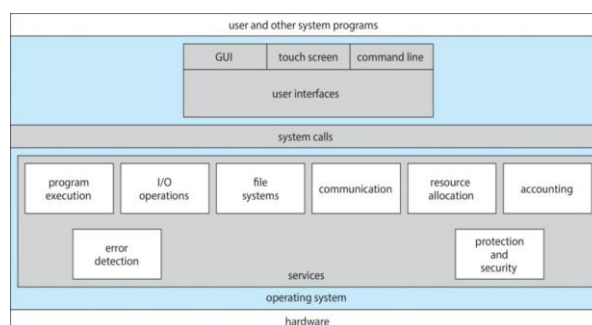 user and other system programs
GUI touch screen command line
user interfaces
system calls
program execution
I/O operations
file systems
communication
resource allocation
accounting
error detection
protection and security
services
operating system
hardware